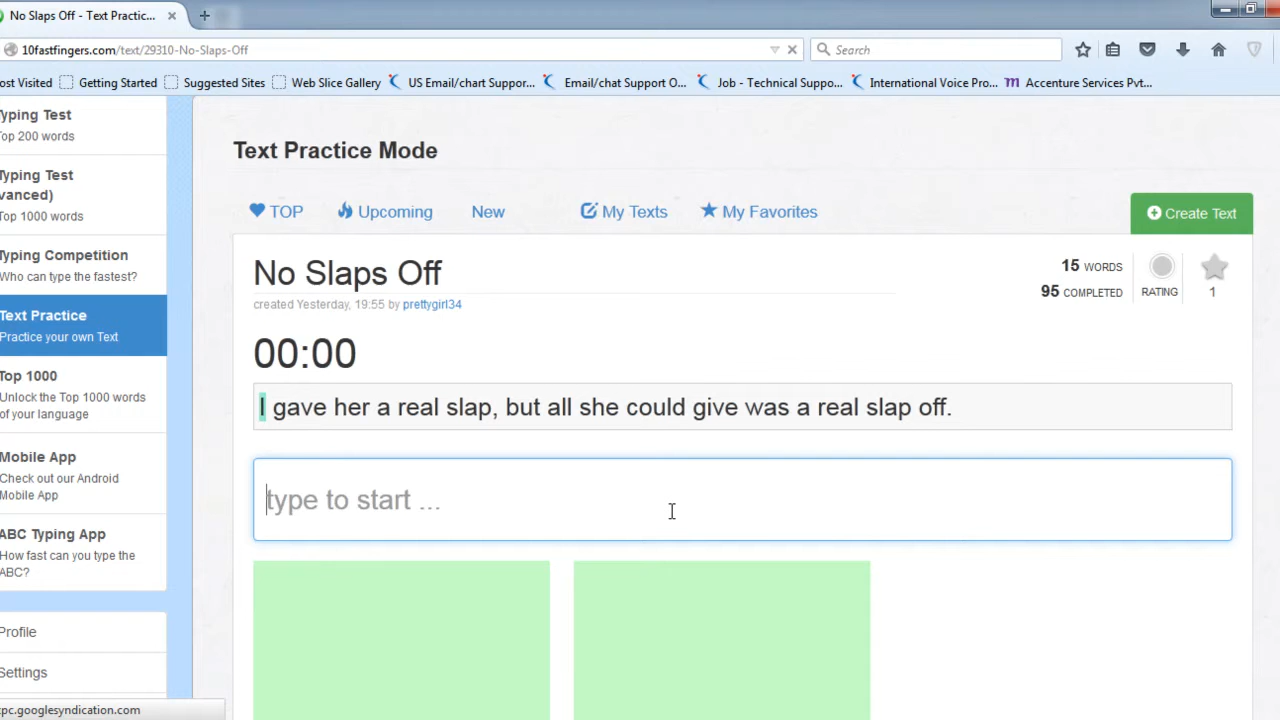 No Slaps Off - Text Practic...
10fastfingers.com/text/29310-No-Slaps-Off
Search
ost Visited Getting Started Suggested Sites Web Slice Gallery US Email/chart Suppor... Email/chat Support O... Job - Technical Suppo... International Voice Pro... Accenture Services Pvt...
Typing Test
Top 200 words
Typing Test
vanced)
Top 1000 words
Typing Competition
Who can type the fastest?
Text Practice
Practice your own Text
Top 1000
Unlock the Top 1000 words
of your language
Mobile App
Check out our Android
Mobile App
ABC Typing App
How fast can you type the
ABC?
Profile
Settings
pc.googlesyndication.com
Text Practice Mode
TOP Upcoming New My Texts My Favorites
Create Text
No Slaps Off
created Yesterday, 19:55 by prettygirl34
15 WORDS
95 COMPLETED
RATING
1
00:00
I gave her a real slap, but all she could give was a real slap off.
type to start ...